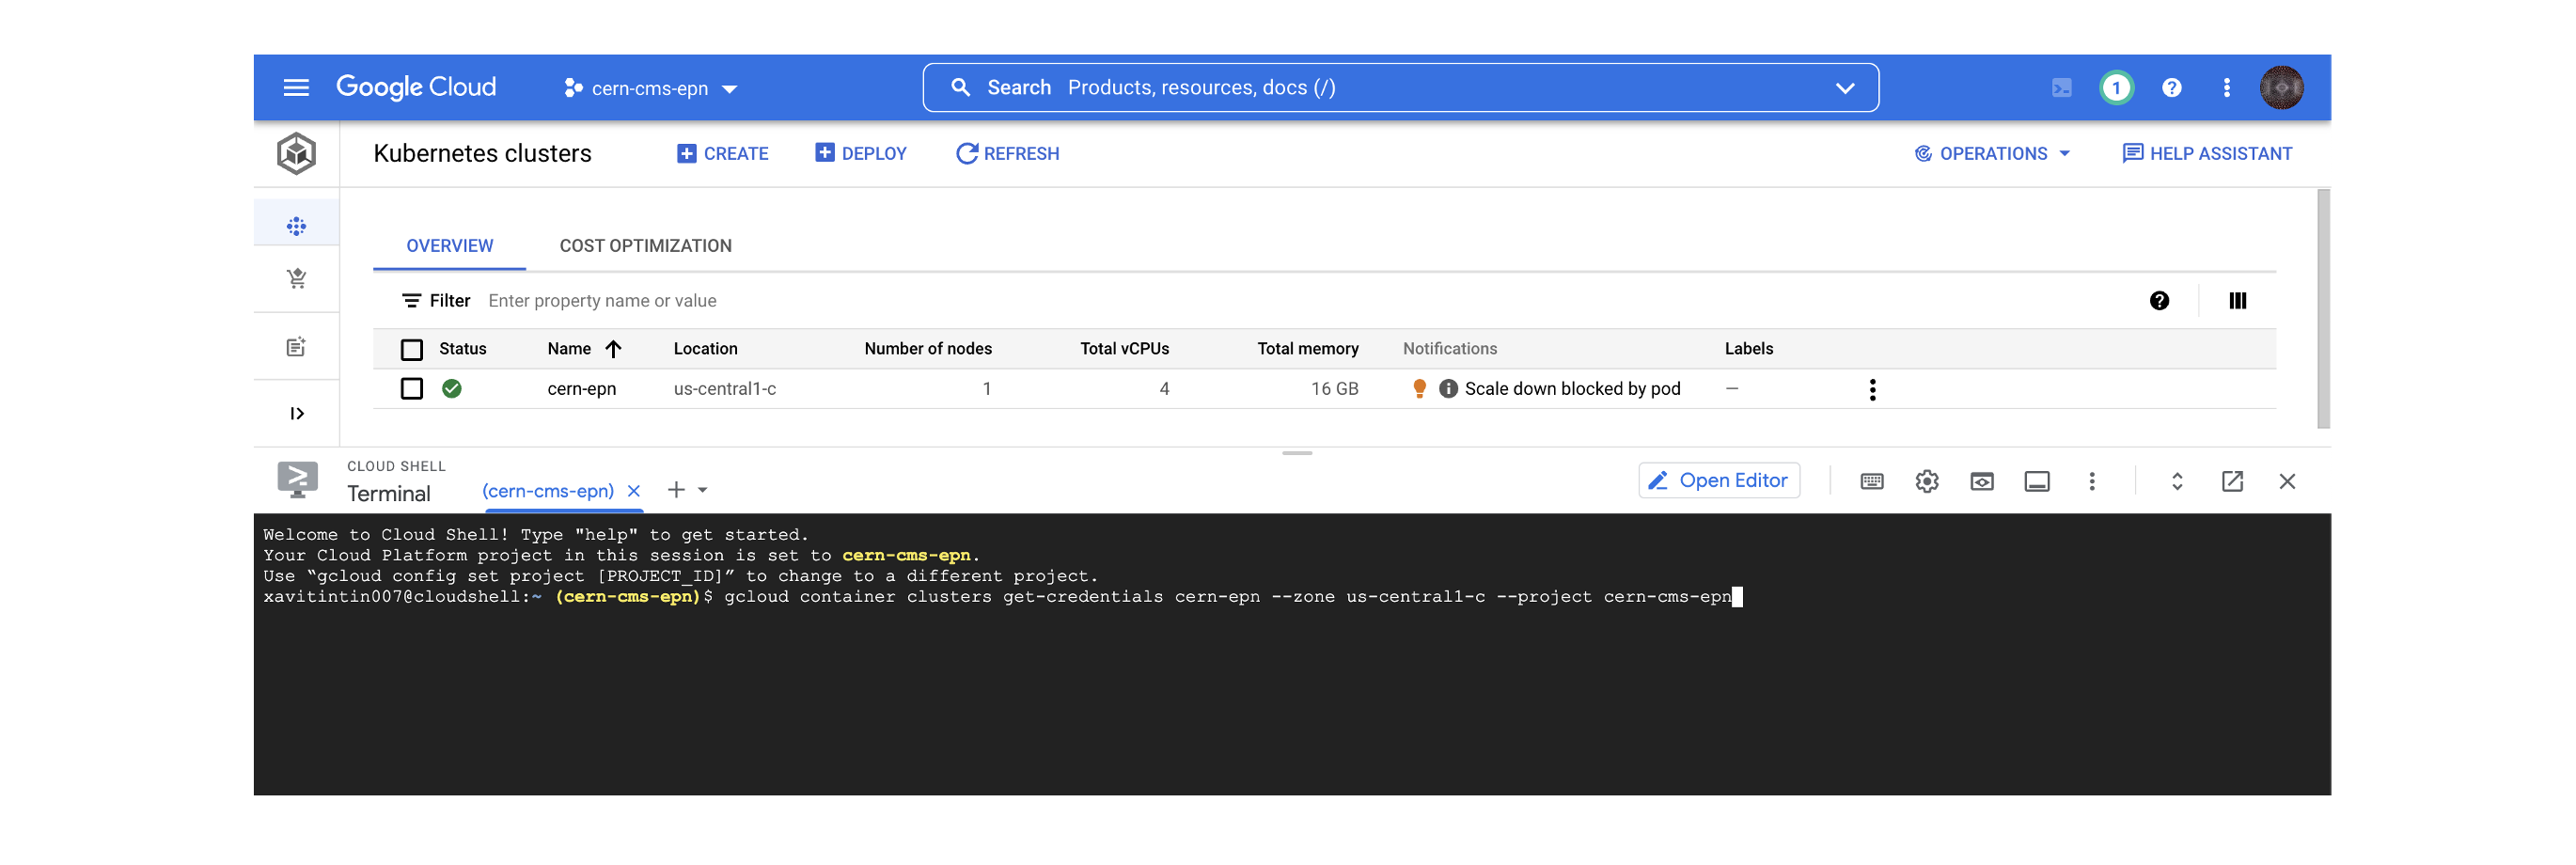 Google Cloud cern-cms-epn Search Products, resources, docs (/) 1
Kubernetes clusters CREATE DEPLOY REFRESH OPERATIONS HELP ASSISTANT
OVERVIEW COST OPTIMIZATION
Filter Enter property name or value
Status Name Location Number of nodes Total vCPUs Total memory Notifications Labels
cern-epn us-central1-c 1 4 16 GB Scale down blocked by pod –
CLOUD SHELL
Terminal (cern-cms-epn) Open Editor
Welcome to Cloud Shell! Type "help" to get started.
Your Cloud Platform project in this session is set to cern-cms-epn.
Use “gcloud config set project [PROJECT_ID]” to change to a different project.
xavitintin007@cloudshell:~ (cern-cms-epn)$ gcloud container clusters get-credentials cern-epn --zone us-central1-c --project cern-cms-epn